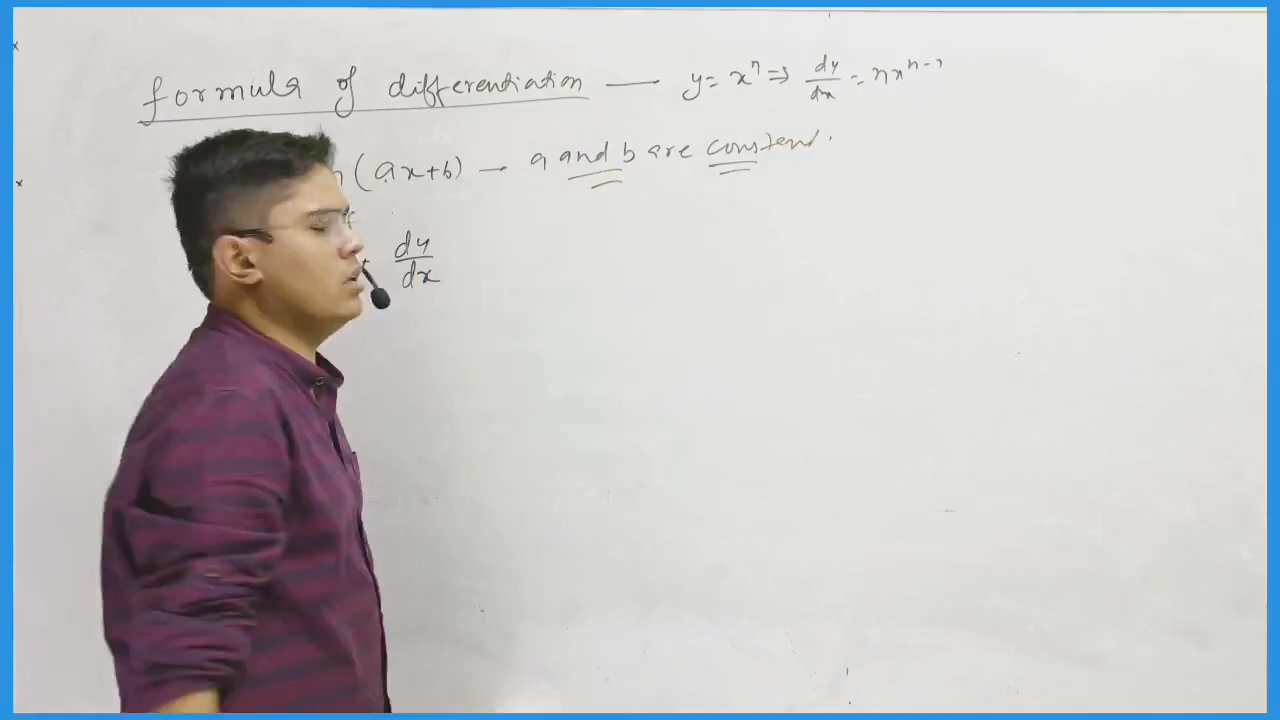 formula of differentiation — y = xⁿ ⇒ dy/dx = nxⁿ⁻¹
(ax+b) — a and b are constend.
dy/dx